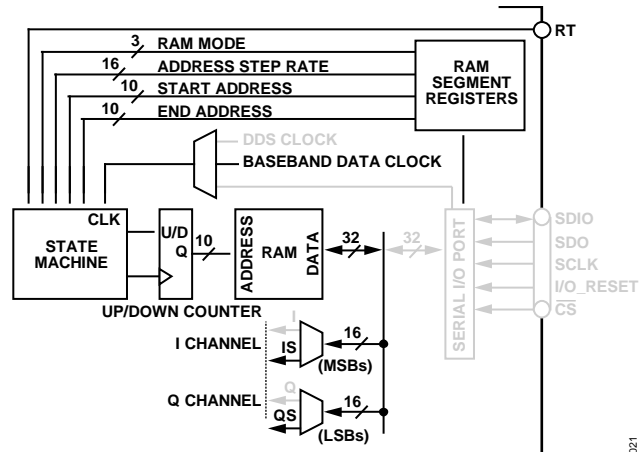 RT
3 RAM MODE
16 ADDRESS STEP RATE
10 START ADDRESS
10 END ADDRESS
RAM SEGMENT REGISTERS
DDS CLOCK
BASEBAND DATA CLOCK
CLK
STATE MACHINE
U/D
Q
10
ADDRESS
RAM
DATA
32
32
SERIAL I/O PORT
SDIO
SDO
SCLK
I/O_RESET
CS
UP/DOWN COUNTER
I CHANNEL
I
IS
16
(MSBs)
Q CHANNEL
Q
QS
16
(LSBs)
021